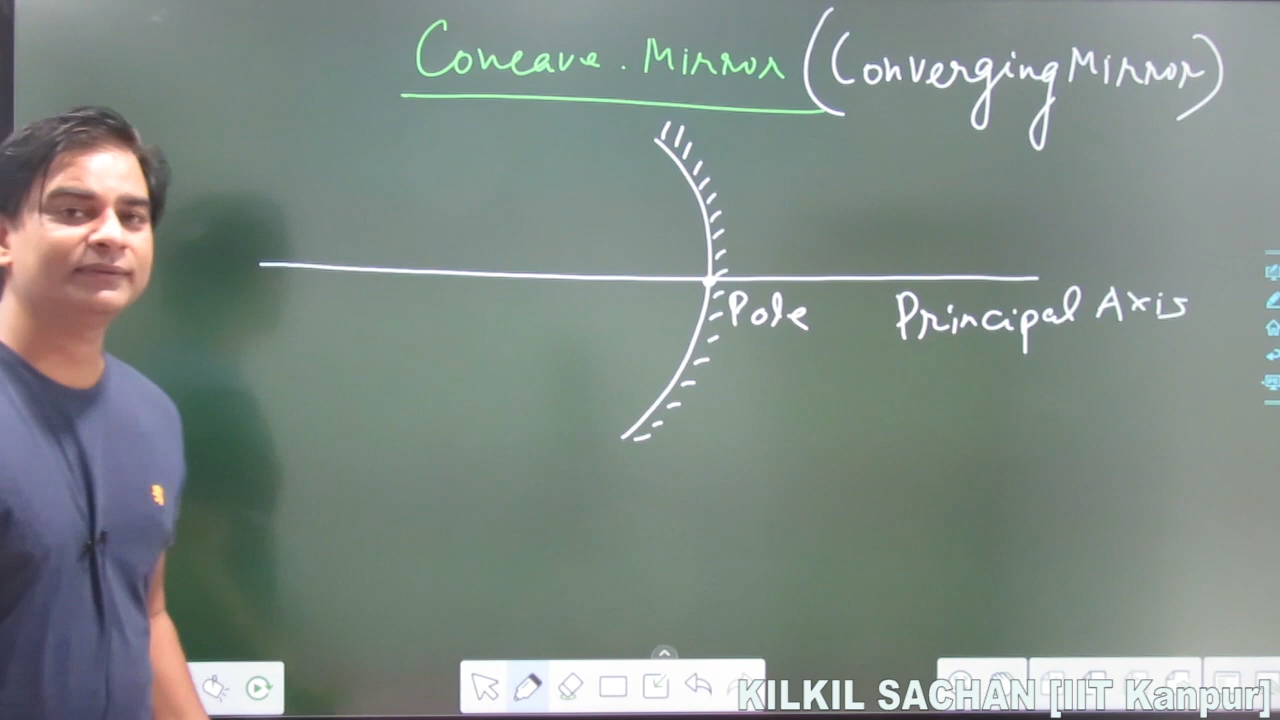 Concave. Mirror (Converging Mirror)
Pole
Principal Axis
KILKIL SACHAN [IIT Kanpur]